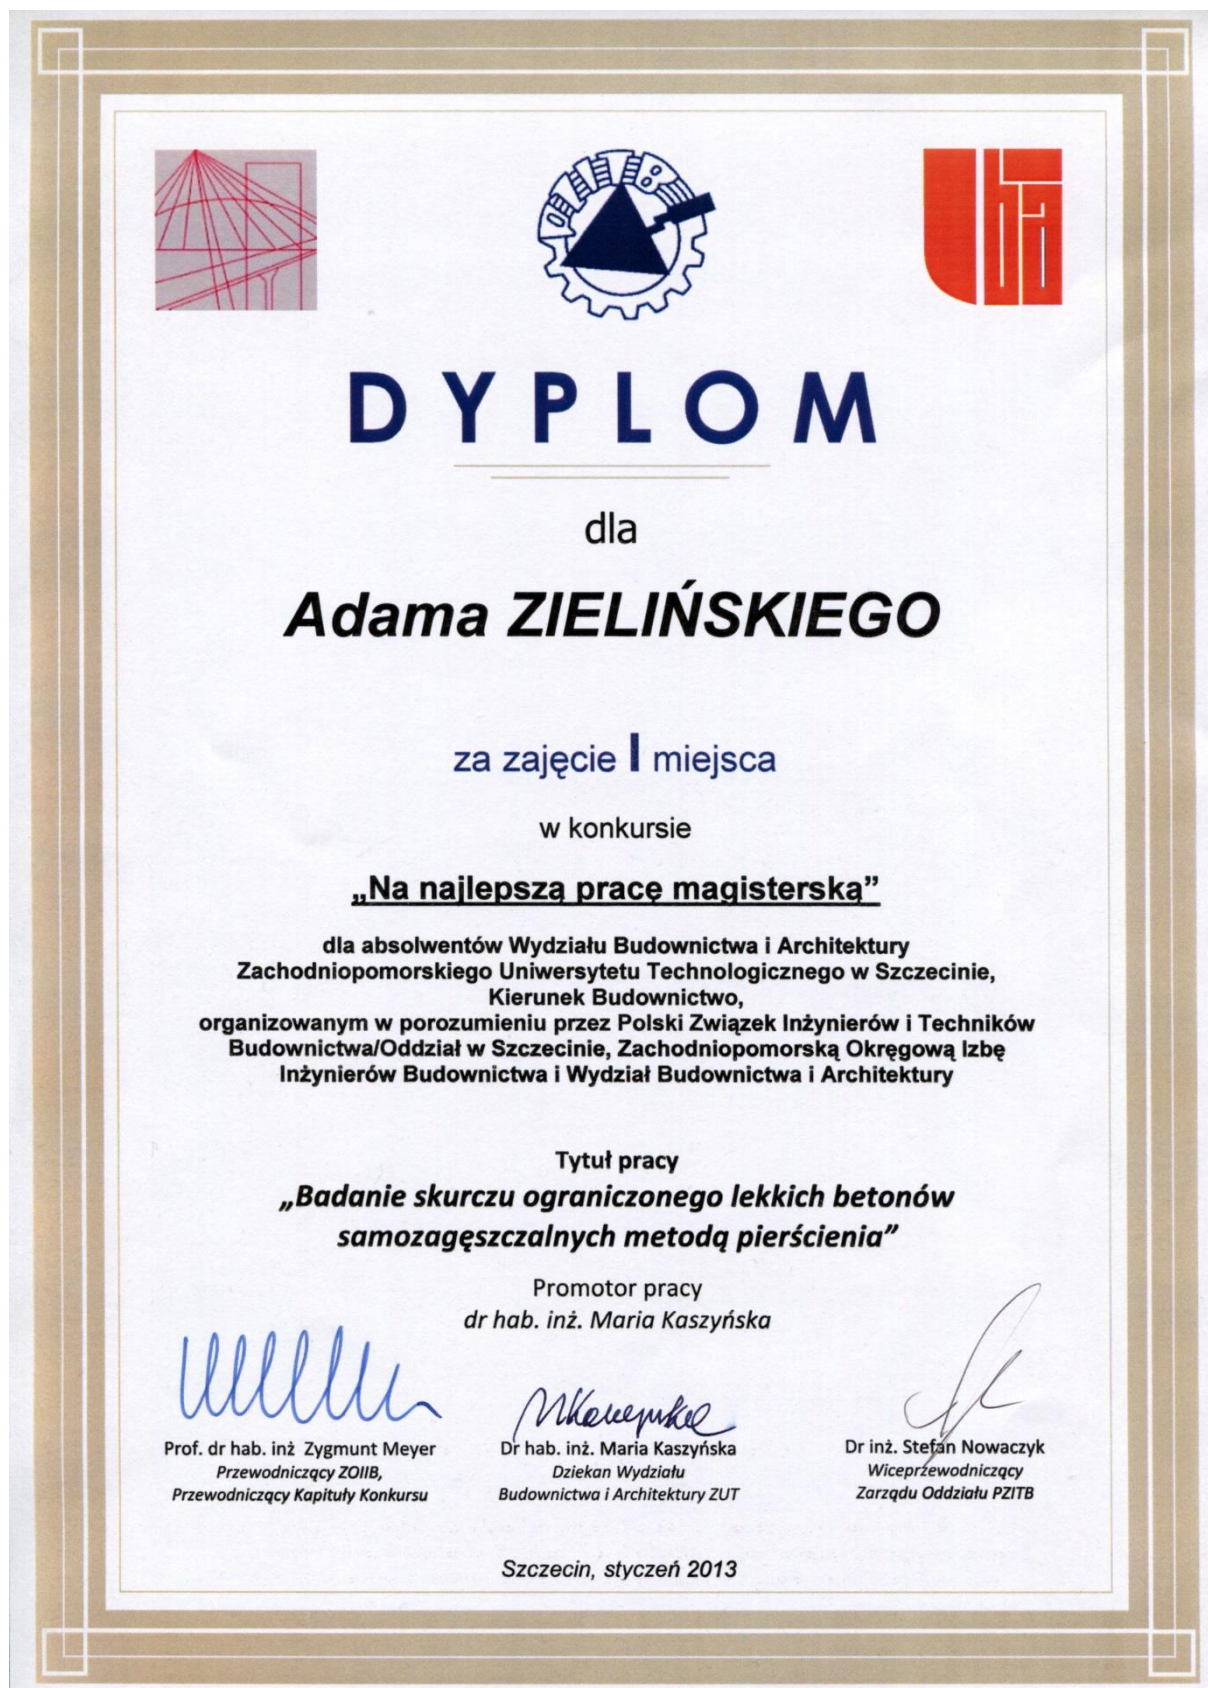 PZITB
ba
DYPLOM
dla
Adama ZIELIŃSKIEGO
za zajęcie I miejsca
w konkursie
„Na najlepszą pracę magisterską”
dla absolwentów Wydziału Budownictwa i Architektury
Zachodniopomorskiego Uniwersytetu Technologicznego w Szczecinie,
Kierunek Budownictwo,
organizowanym w porozumieniu przez Polski Związek Inżynierów i Techników
Budownictwa/Oddział w Szczecinie, Zachodniopomorską Okręgową Izbę
Inżynierów Budownictwa i Wydział Budownictwa i Architektury
Tytuł pracy
„Badanie skurczu ograniczonego lekkich betonów
samozagęszczalnych metodą pierścienia”
Promotor pracy
dr hab. inż. Maria Kaszyńska
Prof. dr hab. inż Zygmunt Meyer
Przewodniczący ZOIIB,
Przewodniczący Kapituły Konkursu
MKaszyńska
Dr hab. inż. Maria Kaszyńska
Dziekan Wydziału
Budownictwa i Architektury ZUT
Dr inż. Stefan Nowaczyk
Wiceprzewodniczący
Zarządu Oddziału PZITB
Szczecin, styczeń 2013